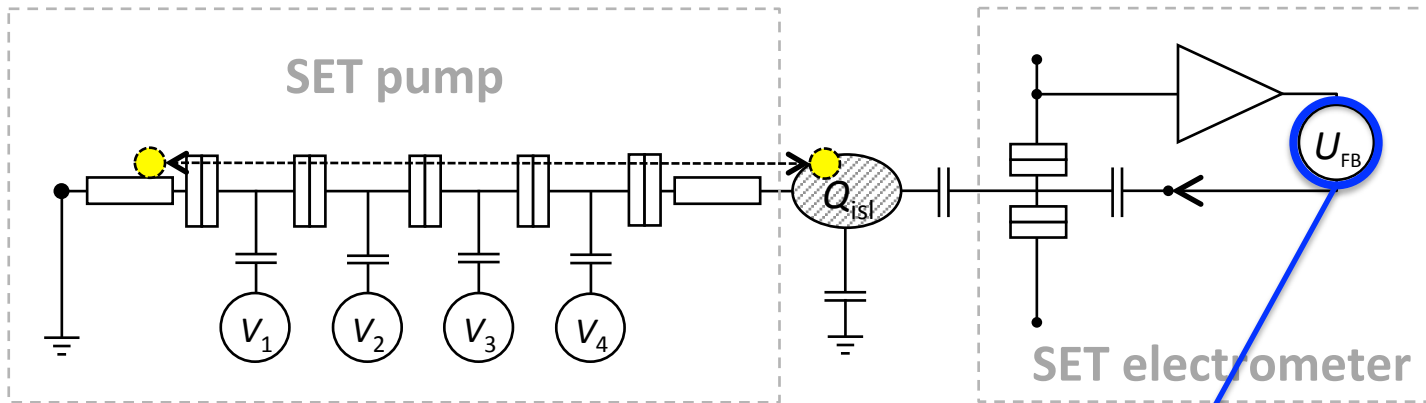 SET pump
U_FB
Q_isl
V_1 V_2 V_3 V_4
SET electrometer